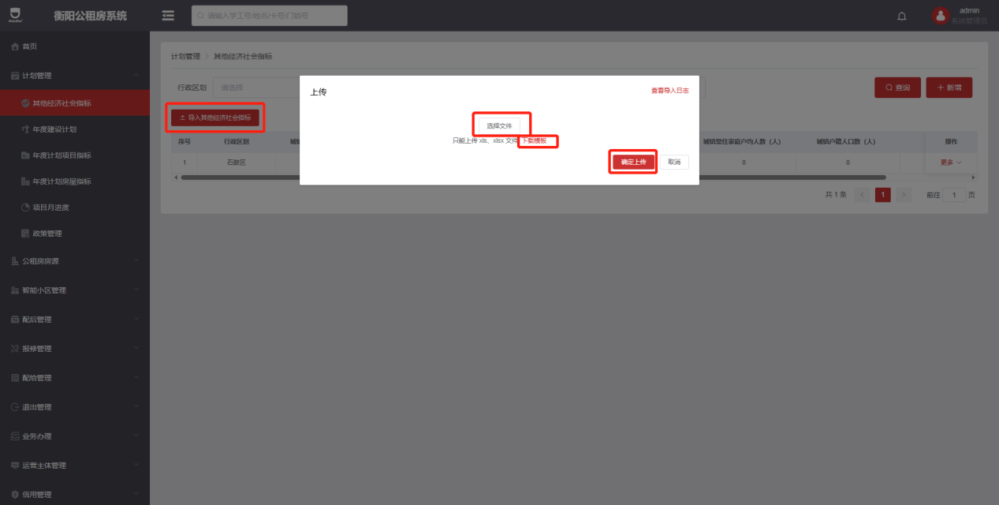 衡阳公租房系统
请输入学工号/姓名/卡号/门锁号
admin
系统管理员
首页
计划管理
其他经济社会指标
年度建设计划
年度计划项目指标
年度计划房屋指标
项目月进度
政策管理
公租房房源
智能小区管理
配后管理
报修管理
配给管理
退出管理
业务办理
运营主体管理
信用管理
计划管理 > 其他经济社会指标
行政区划 请选择
查询 新增
导入其他经济社会指标
序号 行政区划 城镇常住家庭户均人数（人） 城镇户籍人口数（人） 操作
1 石鼓区 0 0 更多
共 1 条 1 前往 1 页
上传 查看导入日志
选择文件
只能上传 xls、xlsx 文件 下载模板
确定上传 取消